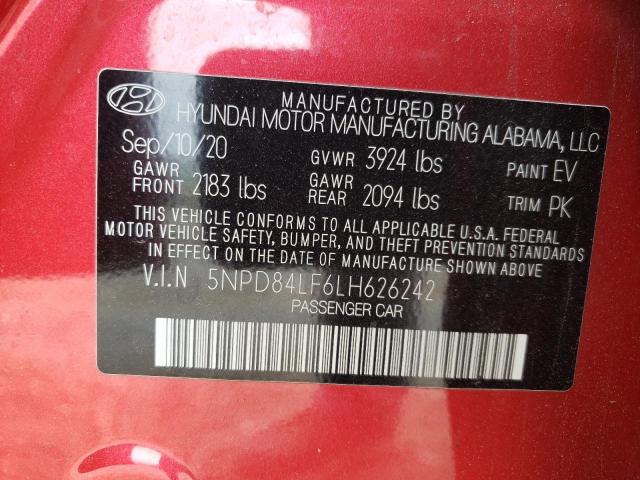 MANUFACTURED BY
HYUNDAI MOTOR MANUFACTURING ALABAMA, LLC
Sep/10/20 GVWR 3924 lbs PAINT EV
GAWR FRONT 2183 lbs GAWR REAR 2094 lbs TRIM PK
THIS VEHICLE CONFORMS TO ALL APPLICABLE U.S.A. FEDERAL
MOTOR VEHICLE SAFETY, BUMPER, AND THEFT PREVENTION STANDARDS
IN EFFECT ON THE DATE OF MANUFACTURE SHOWN ABOVE.
V.I.N 5NPD84LF6LH626242
PASSENGER CAR